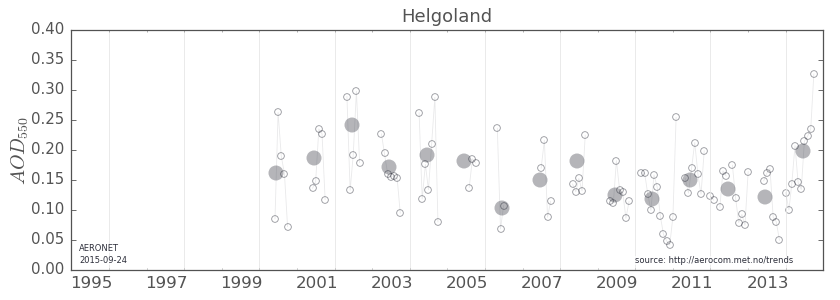 Helgoland
0.40
0.35
0.30
0.25
0.20
0.15
0.10
0.05
0.00
AOD550
AERONET
2015-09-24
source: http://aerocom.met.no/trends
1995 1997 1999 2001 2003 2005 2007 2009 2011 2013